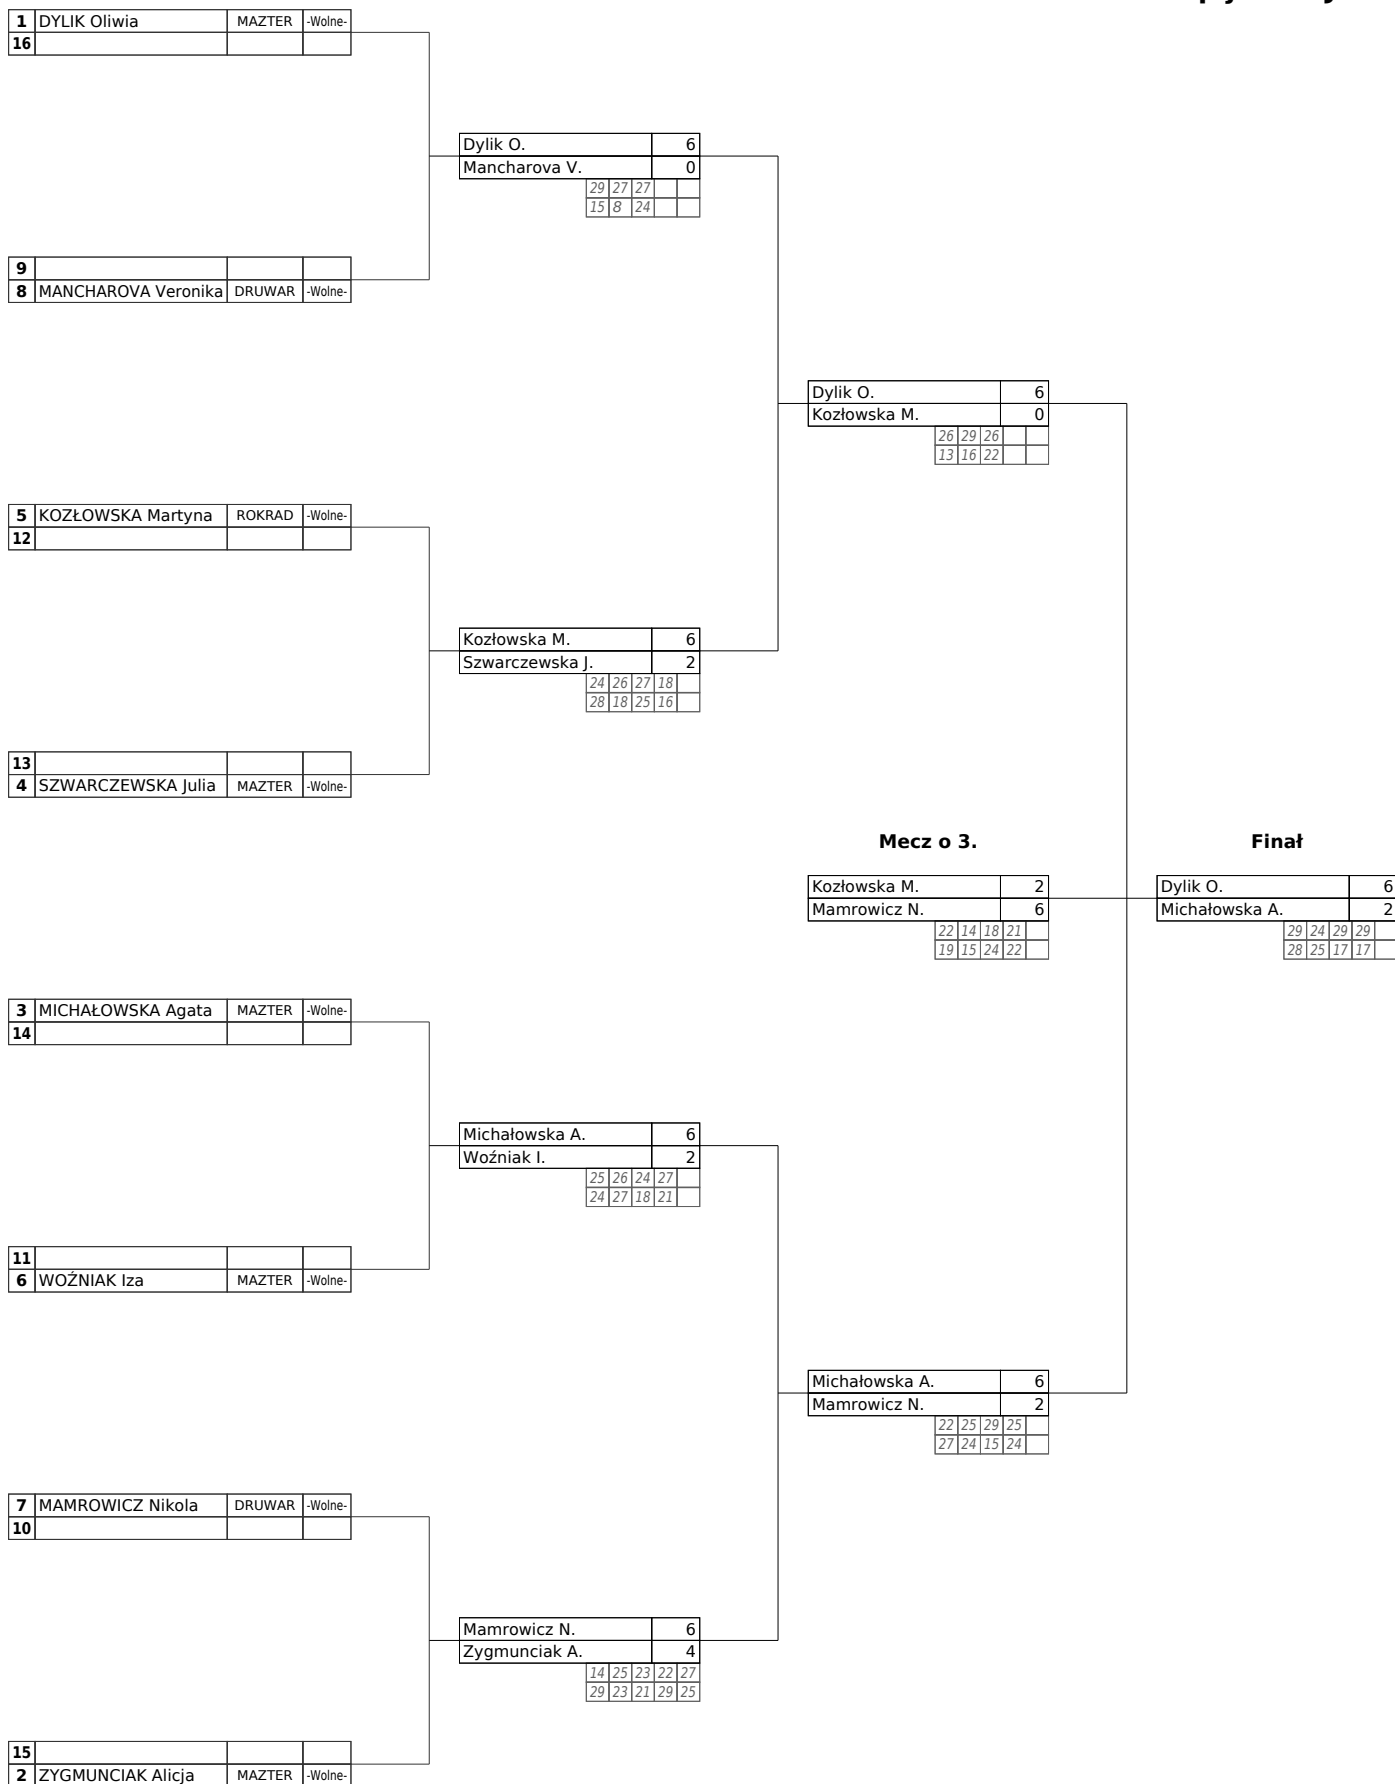 1 DYLIK Oliwia MAZTER -Wolne-
16
Dylik O. 6
Mancharova V. 0
29 27 27
15 8 24
9
8 MANCHAROVA Veronika DRUWAR -Wolne-
Dylik O. 6
Kozłowska M. 0
26 29 26
13 16 22
5 KOZŁOWSKA Martyna ROKRAD -Wolne-
12
Kozłowska M. 6
Szwarczewska J. 2
24 26 27 18
28 18 25 16
13
4 SZWARCZEWSKA Julia MAZTER -Wolne-
Mecz o 3.
Kozłowska M. 2
Mamrowicz N. 6
22 14 18 21
19 15 24 22
Finał
Dylik O. 6
Michałowska A. 2
29 24 29 29
28 25 17 17
3 MICHAŁOWSKA Agata MAZTER -Wolne-
14
Michałowska A. 6
Woźniak I. 2
25 26 24 27
24 27 18 21
11
6 WOŹNIAK Iza MAZTER -Wolne-
Michałowska A. 6
Mamrowicz N. 2
22 25 29 25
27 24 15 24
7 MAMROWICZ Nikola DRUWAR -Wolne-
10
Mamrowicz N. 6
Zygmunciak A. 4
14 25 23 22 27
29 23 21 29 25
15
2 ZYGMUNCIAK Alicja MAZTER -Wolne-